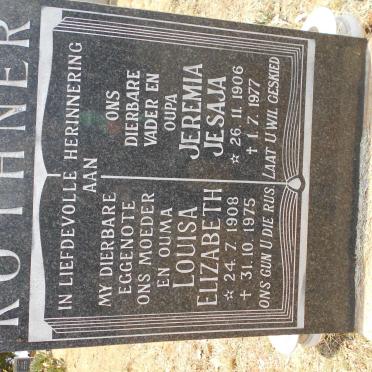 IN LIEFDEVOLLE HERINNERING
AAN
MY DIERBARE
EGGENOTE
ONS MOEDER
EN OUMA
LOUISA
ELIZABETH
☆ 24. 7. 1908
✝ 31. 10. 1975
ONS GUN U DIE RUS
ONS
DIERBARE
VADER EN
OUPA
JEREMIA
JESAJA
☆ 26. 11. 1906
✝ 1. 7. 1977
LAAT U WIL GESKIED